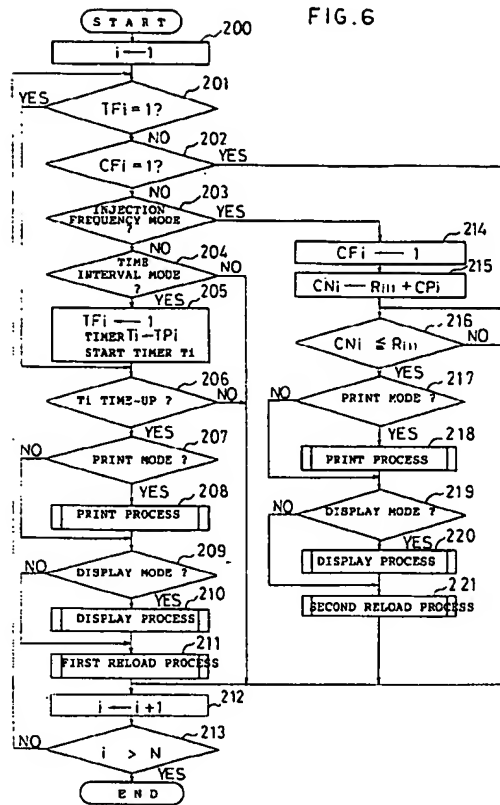 FIG.6
START
200
i ← 1
201
YES
TFi = 1?
NO
202
CFi = 1?
YES
NO
203
INJECTION
FREQUENCY MODE
?
YES
NO
204
TIME
INTERVAL MODE
?
NO
YES
205
TFi ← 1
TIMER Ti ← TPi
START TIMER Ti
206
Ti TIME-UP ?
NO
YES
207
NO
PRINT MODE ?
YES
208
PRINT PROCESS
209
NO
DISPLAY MODE ?
YES
210
DISPLAY PROCESS
211
FIRST RELOAD PROCESS
212
i ← i+1
213
NO
i > N
YES
END
214
CFi ← 1
215
CNi ← R111 + CPi
216
CNi ≤ R111
NO
YES
217
NO
PRINT MODE ?
YES
218
PRINT PROCESS
219
NO
DISPLAY MODE ?
YES
220
DISPLAY PROCESS
221
SECOND RELOAD PROCESS